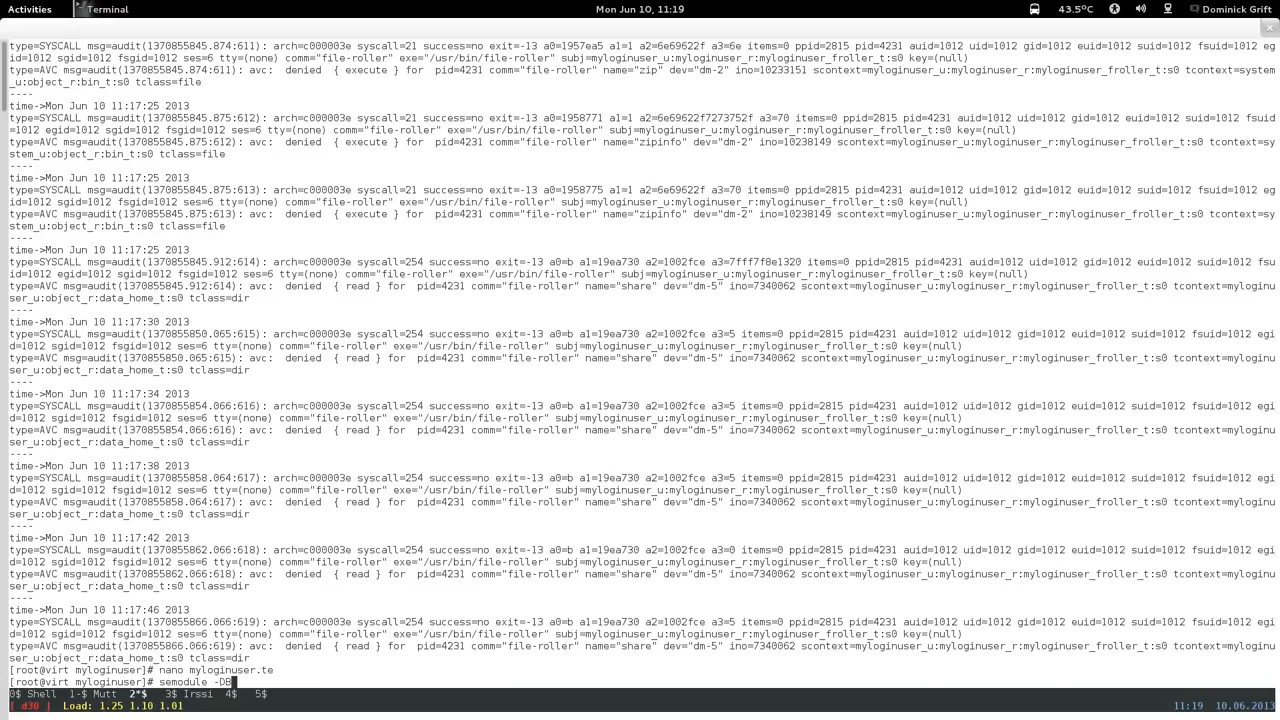 Activities Terminal Mon Jun 10, 11:19 43.5°C Dominick Grift
type=SYSCALL msg=audit(1370855845.874:611): arch=c000003e syscall=21 success=no exit=-13 a0=1957ea5 a1=1 a2=6e69622f a3=6e items=0 ppid=2815 pid=4231 auid=1012 uid=1012 gid=1012 euid=1012 suid=1012 fsuid=1012 eg
id=1012 sgid=1012 fsgid=1012 ses=6 tty=(none) comm="file-roller" exe="/usr/bin/file-roller" subj=myloginuser_u:myloginuser_r:myloginuser_froller_t:s0 key=(null)
type=AVC msg=audit(1370855845.874:611): avc:  denied  { execute } for  pid=4231 comm="file-roller" name="zip" dev="dm-2" ino=10233151 scontext=myloginuser_u:myloginuser_r:myloginuser_froller_t:s0 tcontext=system
_u:object_r:bin_t:s0 tclass=file
----
time->Mon Jun 10 11:17:25 2013
type=SYSCALL msg=audit(1370855845.875:612): arch=c000003e syscall=21 success=no exit=-13 a0=1958771 a1=1 a2=6e69622f7273752f a3=70 items=0 ppid=2815 pid=4231 auid=1012 uid=1012 gid=1012 euid=1012 suid=1012 fsuid
=1012 egid=1012 sgid=1012 fsgid=1012 ses=6 tty=(none) comm="file-roller" exe="/usr/bin/file-roller" subj=myloginuser_u:myloginuser_r:myloginuser_froller_t:s0 key=(null)
type=AVC msg=audit(1370855845.875:612): avc:  denied  { execute } for  pid=4231 comm="file-roller" name="zipinfo" dev="dm-2" ino=10238149 scontext=myloginuser_u:myloginuser_r:myloginuser_froller_t:s0 tcontext=sy
stem_u:object_r:bin_t:s0 tclass=file
----
time->Mon Jun 10 11:17:25 2013
type=SYSCALL msg=audit(1370855845.875:613): arch=c000003e syscall=21 success=no exit=-13 a0=1958775 a1=1 a2=6e69622f a3=70 items=0 ppid=2815 pid=4231 auid=1012 uid=1012 gid=1012 euid=1012 suid=1012 fsuid=1012 eg
id=1012 sgid=1012 fsgid=1012 ses=6 tty=(none) comm="file-roller" exe="/usr/bin/file-roller" subj=myloginuser_u:myloginuser_r:myloginuser_froller_t:s0 key=(null)
type=AVC msg=audit(1370855845.875:613): avc:  denied  { execute } for  pid=4231 comm="file-roller" name="zipinfo" dev="dm-2" ino=10238149 scontext=myloginuser_u:myloginuser_r:myloginuser_froller_t:s0 tcontext=sy
stem_u:object_r:bin_t:s0 tclass=file
----
time->Mon Jun 10 11:17:25 2013
type=SYSCALL msg=audit(1370855845.912:614): arch=c000003e syscall=254 success=no exit=-13 a0=b a1=19ea730 a2=1002fce a3=7fff7f8e1320 items=0 ppid=2815 pid=4231 auid=1012 uid=1012 gid=1012 euid=1012 suid=1012 fsu
id=1012 egid=1012 sgid=1012 fsgid=1012 ses=6 tty=(none) comm="file-roller" exe="/usr/bin/file-roller" subj=myloginuser_u:myloginuser_r:myloginuser_froller_t:s0 key=(null)
type=AVC msg=audit(1370855845.912:614): avc:  denied  { read } for  pid=4231 comm="file-roller" name="share" dev="dm-5" ino=7340062 scontext=myloginuser_u:myloginuser_r:myloginuser_froller_t:s0 tcontext=myloginu
ser_u:object_r:data_home_t:s0 tclass=dir
----
time->Mon Jun 10 11:17:30 2013
type=SYSCALL msg=audit(1370855850.065:615): arch=c000003e syscall=254 success=no exit=-13 a0=b a1=19ea730 a2=1002fce a3=5 items=0 ppid=2815 pid=4231 auid=1012 uid=1012 gid=1012 euid=1012 suid=1012 fsuid=1012 egi
d=1012 sgid=1012 fsgid=1012 ses=6 tty=(none) comm="file-roller" exe="/usr/bin/file-roller" subj=myloginuser_u:myloginuser_r:myloginuser_froller_t:s0 key=(null)
type=AVC msg=audit(1370855850.065:615): avc:  denied  { read } for  pid=4231 comm="file-roller" name="share" dev="dm-5" ino=7340062 scontext=myloginuser_u:myloginuser_r:myloginuser_froller_t:s0 tcontext=myloginu
ser_u:object_r:data_home_t:s0 tclass=dir
----
time->Mon Jun 10 11:17:34 2013
type=SYSCALL msg=audit(1370855854.066:616): arch=c000003e syscall=254 success=no exit=-13 a0=b a1=19ea730 a2=1002fce a3=5 items=0 ppid=2815 pid=4231 auid=1012 uid=1012 gid=1012 euid=1012 suid=1012 fsuid=1012 egi
d=1012 sgid=1012 fsgid=1012 ses=6 tty=(none) comm="file-roller" exe="/usr/bin/file-roller" subj=myloginuser_u:myloginuser_r:myloginuser_froller_t:s0 key=(null)
type=AVC msg=audit(1370855854.066:616): avc:  denied  { read } for  pid=4231 comm="file-roller" name="share" dev="dm-5" ino=7340062 scontext=myloginuser_u:myloginuser_r:myloginuser_froller_t:s0 tcontext=myloginu
ser_u:object_r:data_home_t:s0 tclass=dir
----
time->Mon Jun 10 11:17:38 2013
type=SYSCALL msg=audit(1370855858.064:617): arch=c000003e syscall=254 success=no exit=-13 a0=b a1=19ea730 a2=1002fce a3=5 items=0 ppid=2815 pid=4231 auid=1012 uid=1012 gid=1012 euid=1012 suid=1012 fsuid=1012 egi
d=1012 sgid=1012 fsgid=1012 ses=6 tty=(none) comm="file-roller" exe="/usr/bin/file-roller" subj=myloginuser_u:myloginuser_r:myloginuser_froller_t:s0 key=(null)
type=AVC msg=audit(1370855858.064:617): avc:  denied  { read } for  pid=4231 comm="file-roller" name="share" dev="dm-5" ino=7340062 scontext=myloginuser_u:myloginuser_r:myloginuser_froller_t:s0 tcontext=myloginu
ser_u:object_r:data_home_t:s0 tclass=dir
----
time->Mon Jun 10 11:17:42 2013
type=SYSCALL msg=audit(1370855862.066:618): arch=c000003e syscall=254 success=no exit=-13 a0=b a1=19ea730 a2=1002fce a3=0 items=0 ppid=2815 pid=4231 auid=1012 uid=1012 gid=1012 euid=1012 suid=1012 fsuid=1012 egi
d=1012 sgid=1012 fsgid=1012 ses=6 tty=(none) comm="file-roller" exe="/usr/bin/file-roller" subj=myloginuser_u:myloginuser_r:myloginuser_froller_t:s0 key=(null)
type=AVC msg=audit(1370855862.066:618): avc:  denied  { read } for  pid=4231 comm="file-roller" name="share" dev="dm-5" ino=7340062 scontext=myloginuser_u:myloginuser_r:myloginuser_froller_t:s0 tcontext=myloginu
ser_u:object_r:data_home_t:s0 tclass=dir
----
time->Mon Jun 10 11:17:46 2013
type=SYSCALL msg=audit(1370855866.066:619): arch=c000003e syscall=254 success=no exit=-13 a0=b a1=19ea730 a2=1002fce a3=5 items=0 ppid=2815 pid=4231 auid=1012 uid=1012 gid=1012 euid=1012 suid=1012 fsuid=1012 egi
d=1012 sgid=1012 fsgid=1012 ses=6 tty=(none) comm="file-roller" exe="/usr/bin/file-roller" subj=myloginuser_u:myloginuser_r:myloginuser_froller_t:s0 key=(null)
type=AVC msg=audit(1370855866.066:619): avc:  denied  { read } for  pid=4231 comm="file-roller" name="share" dev="dm-5" ino=7340062 scontext=myloginuser_u:myloginuser_r:myloginuser_froller_t:s0 tcontext=myloginu
ser_u:object_r:data_home_t:s0 tclass=dir
[root@virt myloginuser]# nano myloginuser.te
[root@virt myloginuser]# semodule -DB
0$ Shell  1-$ Mutt  2*$  3$ Irssi  4$  5$
[ d30 ] Load: 1.25 1.10 1.01 11:19 10.06.2013